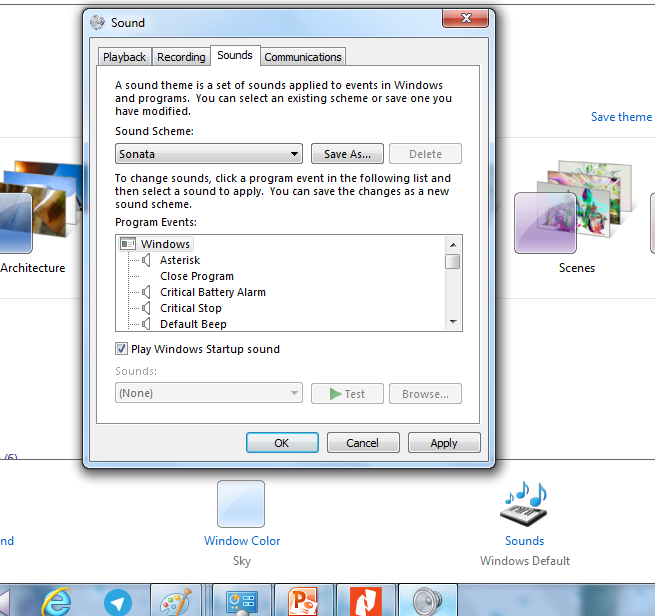 Sound
Playback
Recording
Sounds
Communications
A sound theme is a set of sounds applied to events in Windows
and programs. You can select an existing scheme or save one you
have modified.
Sound Scheme:
Sonata
Save As...
Delete
To change sounds, click a program event in the following list and
then select a sound to apply. You can save the changes as a new
sound scheme.
Program Events:
Windows
Asterisk
Close Program
Critical Battery Alarm
Critical Stop
Default Beep
Play Windows Startup sound
Sounds:
(None)
Test
Browse...
OK
Cancel
Apply
Save theme
Architecture
Scenes
(6)
nd
Window Color
Sky
Sounds
Windows Default